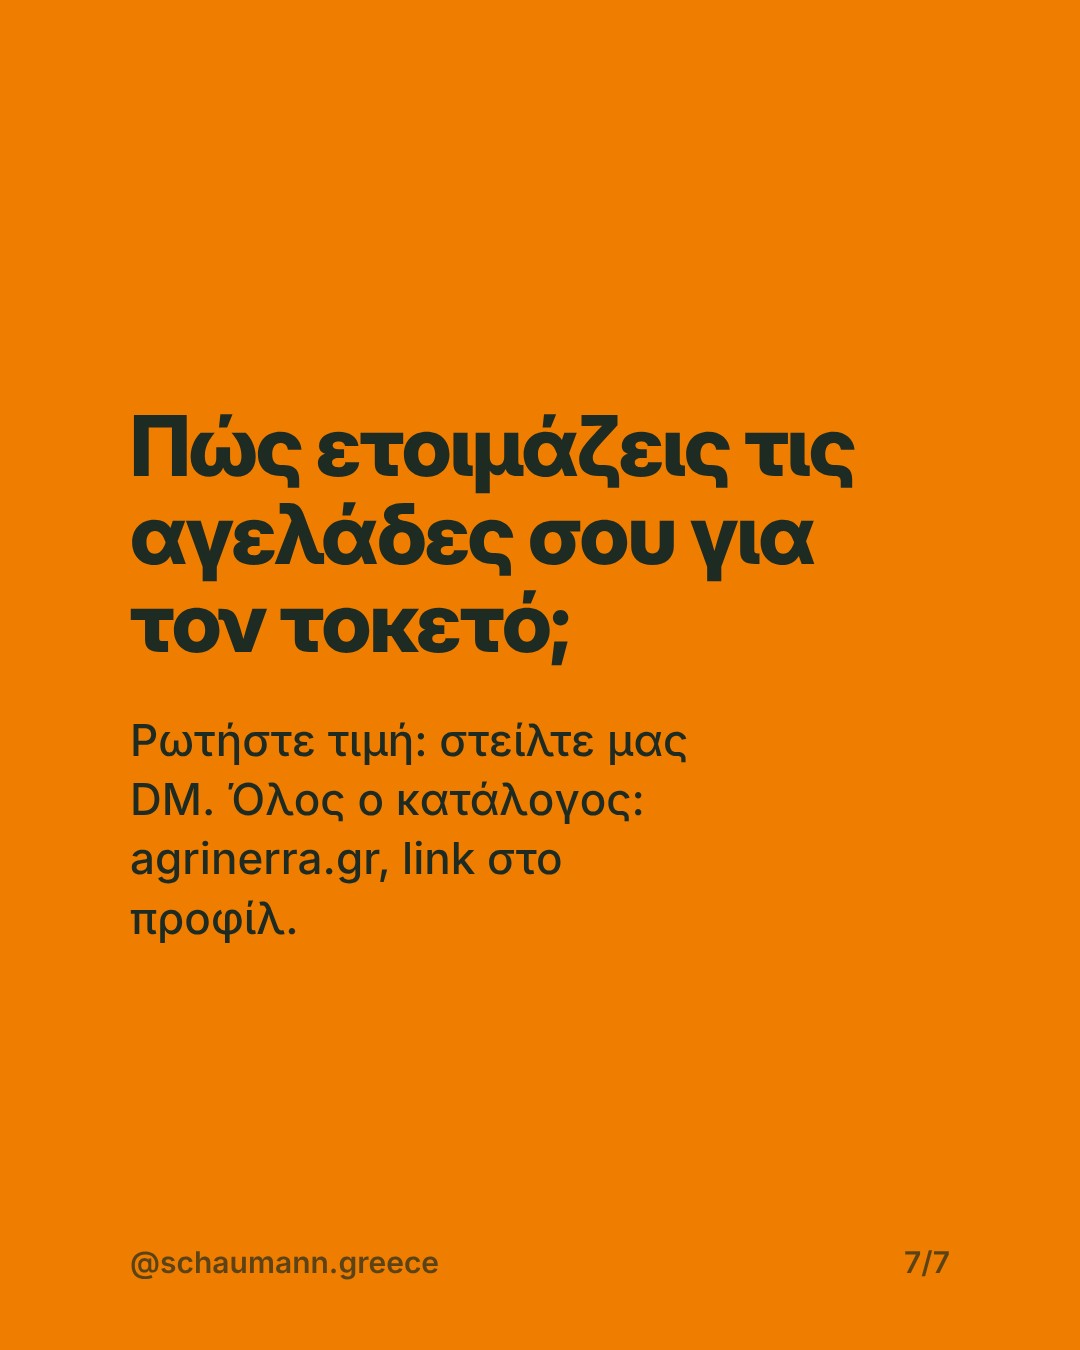 Πώς ετοιμάζεις τις
αγελάδες σου για
τον τοκετό;
Ρωτήστε τιμή: στείλτε μας
DM. Όλος ο κατάλογος:
agrinerra.gr, link στο
προφίλ.
@schaumann.greece
7/7